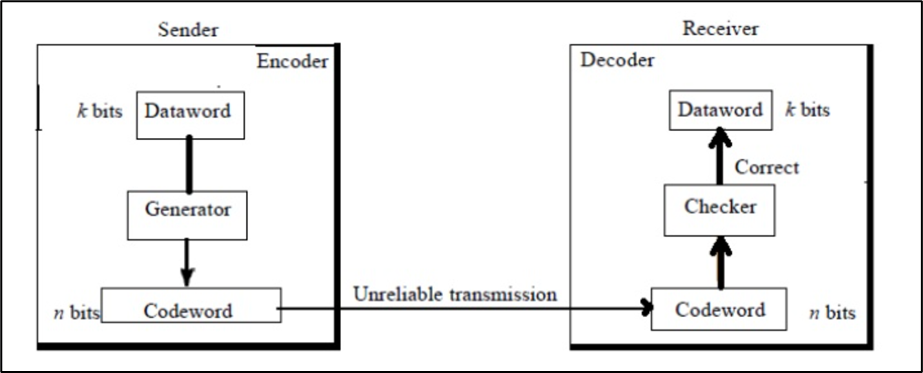 Sender
Encoder
k bits
Dataword
Generator
n bits
Codeword
Unreliable transmission
Receiver
Decoder
Dataword
k bits
Correct
Checker
Codeword
n bits